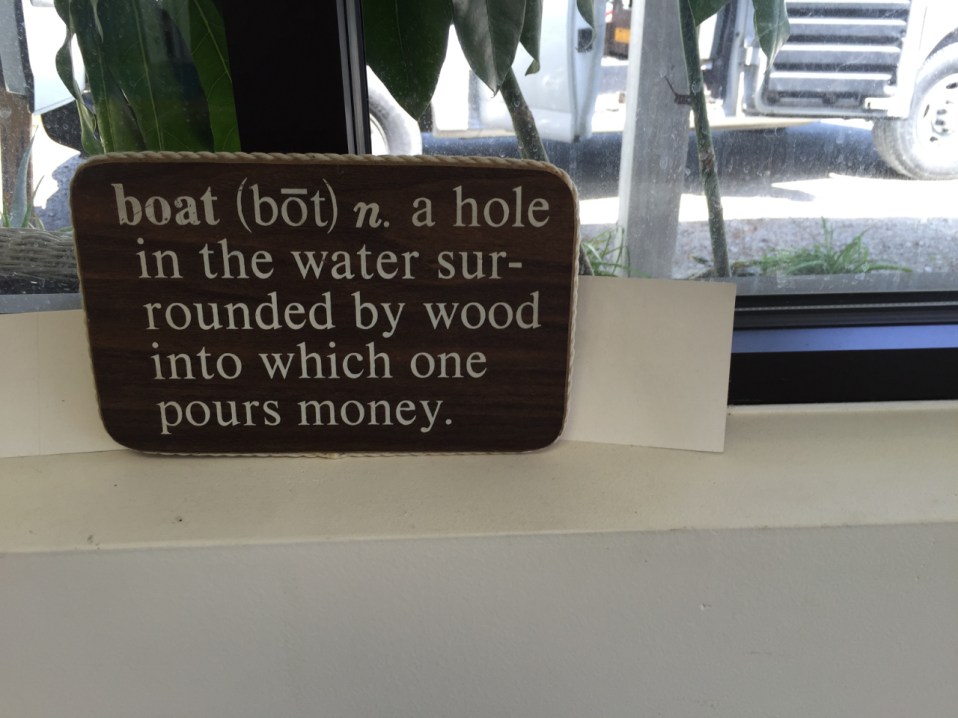 boat (bōt) n. a hole
in the water sur-
rounded by wood
into which one
pours money.